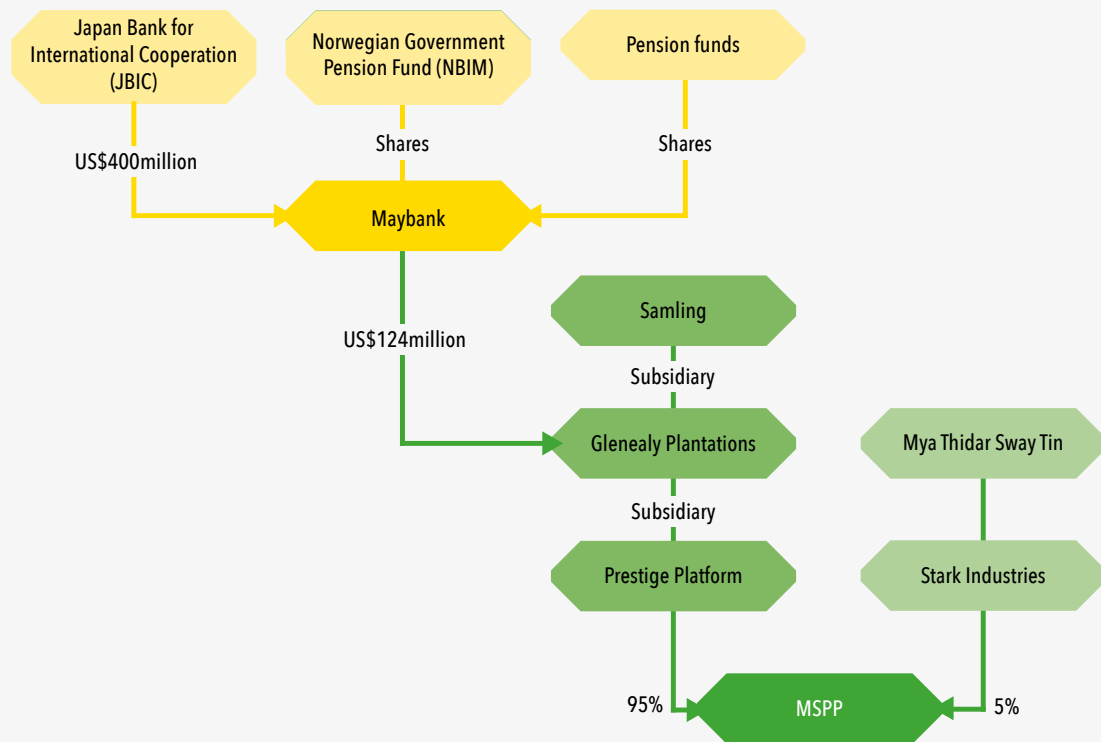 Japan Bank for
International Cooperation
(JBIC)
Norwegian Government
Pension Fund (NBIM)
Pension funds
US$400million
Shares
Shares
Maybank
US$124million
Samling
Subsidiary
Glenealy Plantations
Mya Thidar Sway Tin
Subsidiary
Prestige Platform
Stark Industries
95%
MSPP
5%